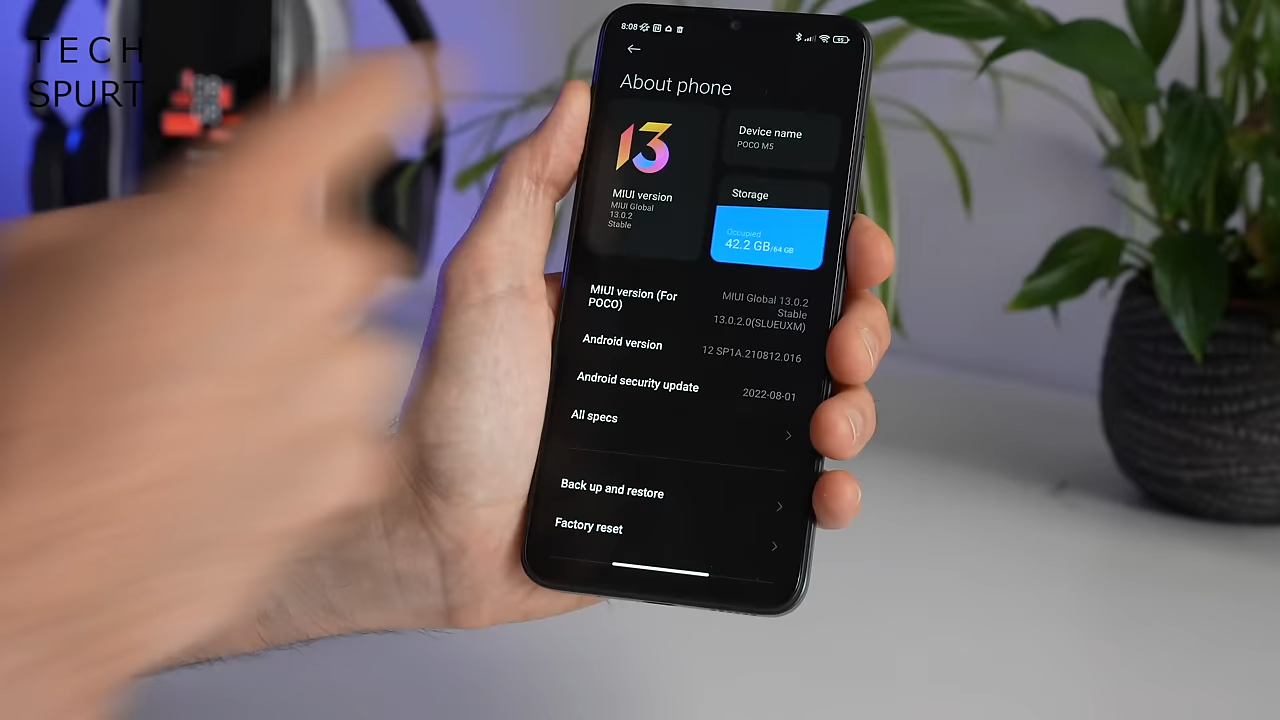 TECH
SPURT
8:08
95
About phone
13
MIUI version
MIUI Global
13.0.2
Stable
Device name
POCO M5
Storage
Occupied
42.2 GB/64 GB
MIUI version (For
POCO)
MIUI Global 13.0.2
Stable
13.0.2.0(SLUEUXM)
Android version
12 SP1A.210812.016
Android security update
2022-08-01
All specs
Back up and restore
Factory reset